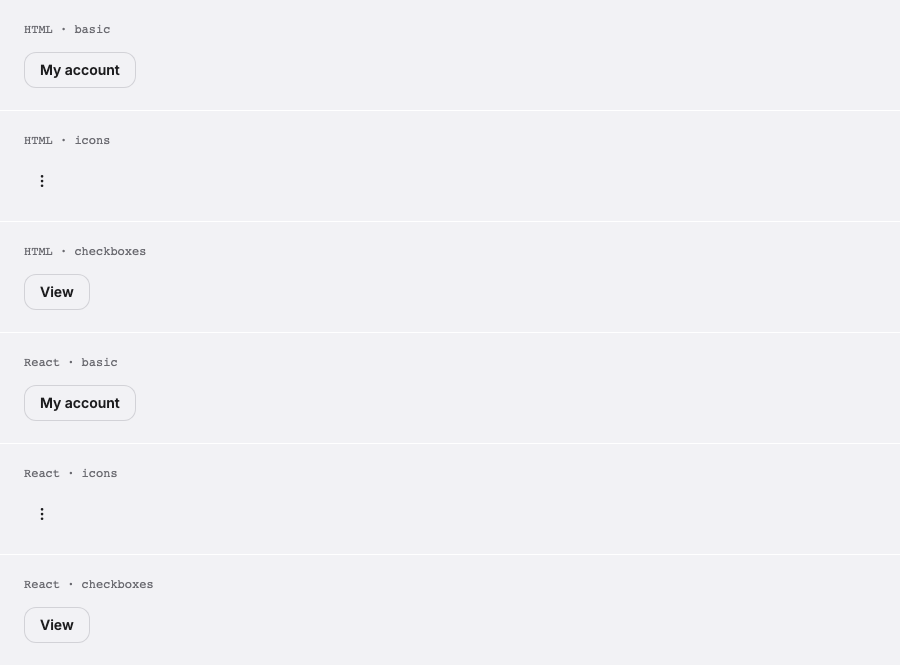 HTML · basic
My account
HTML · icons
HTML · checkboxes
View
React · basic
My account
React · icons
React · checkboxes
View